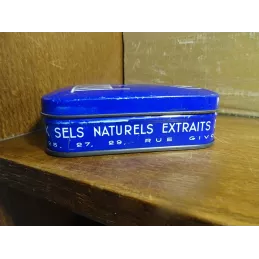 SELS NATURELS EXTRAITS
27, 29, RUE